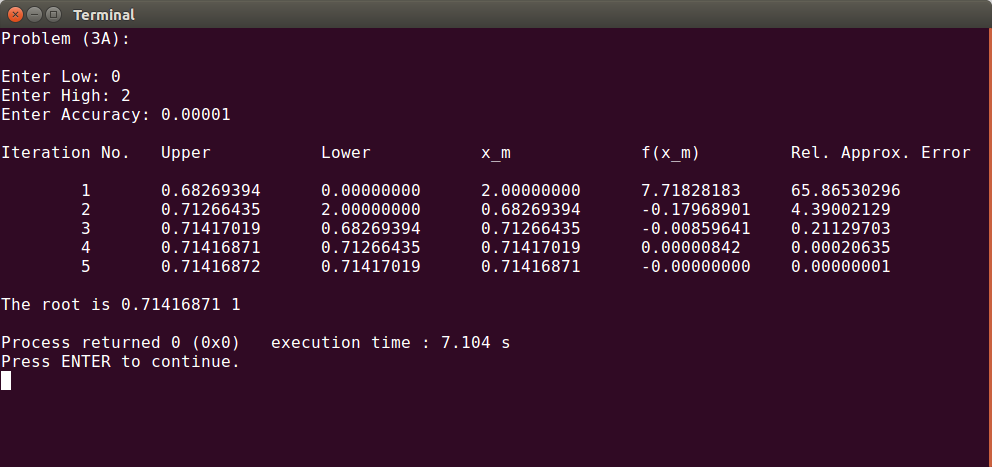 Terminal
Problem (3A):
Enter Low: 0
Enter High: 2
Enter Accuracy: 0.00001
Iteration No. Upper Lower x_m f(x_m) Rel. Approx. Error
1 0.68269394 0.00000000 2.00000000 7.71828183 65.86530296
2 0.71266435 2.00000000 0.68269394 -0.17968901 4.39002129
3 0.71417019 0.68269394 0.71266435 -0.00859641 0.21129703
4 0.71416871 0.71266435 0.71417019 0.00000842 0.00020635
5 0.71416872 0.71417019 0.71416871 -0.00000000 0.00000001
The root is 0.71416871 1
Process returned 0 (0x0) execution time : 7.104 s
Press ENTER to continue.